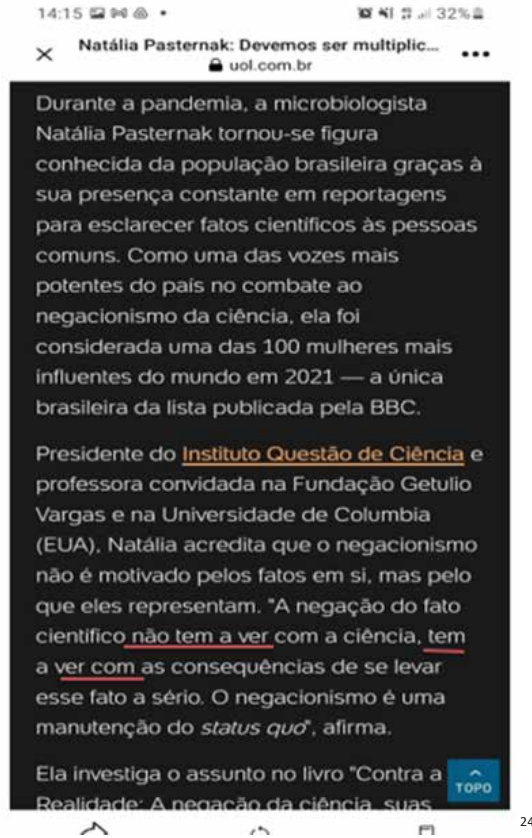 14:15
32%
Natália Pasternak: Devemos ser multiplic...
uol.com.br
Durante a pandemia, a microbiologista
Natália Pasternak tornou-se figura
conhecida da população brasileira graças à
sua presença constante em reportagens
para esclarecer fatos científicos às pessoas
comuns. Como uma das vozes mais
potentes do país no combate ao
negacionismo da ciência, ela foi
considerada uma das 100 mulheres mais
influentes do mundo em 2021 — a única
brasileira da lista publicada pela BBC.
Presidente do Instituto Questão de Ciência e
professora convidada na Fundação Getulio
Vargas e na Universidade de Columbia
(EUA), Natália acredita que o negacionismo
não é motivado pelos fatos em si, mas pelo
que eles representam. "A negação do fato
científico não tem a ver com a ciência, tem
a ver com as consequências de se levar
esse fato a sério. O negacionismo é uma
manutenção do status quo", afirma.
Ela investiga o assunto no livro "Contra a
TOPO
Realidade: A negação da ciência, suas
24